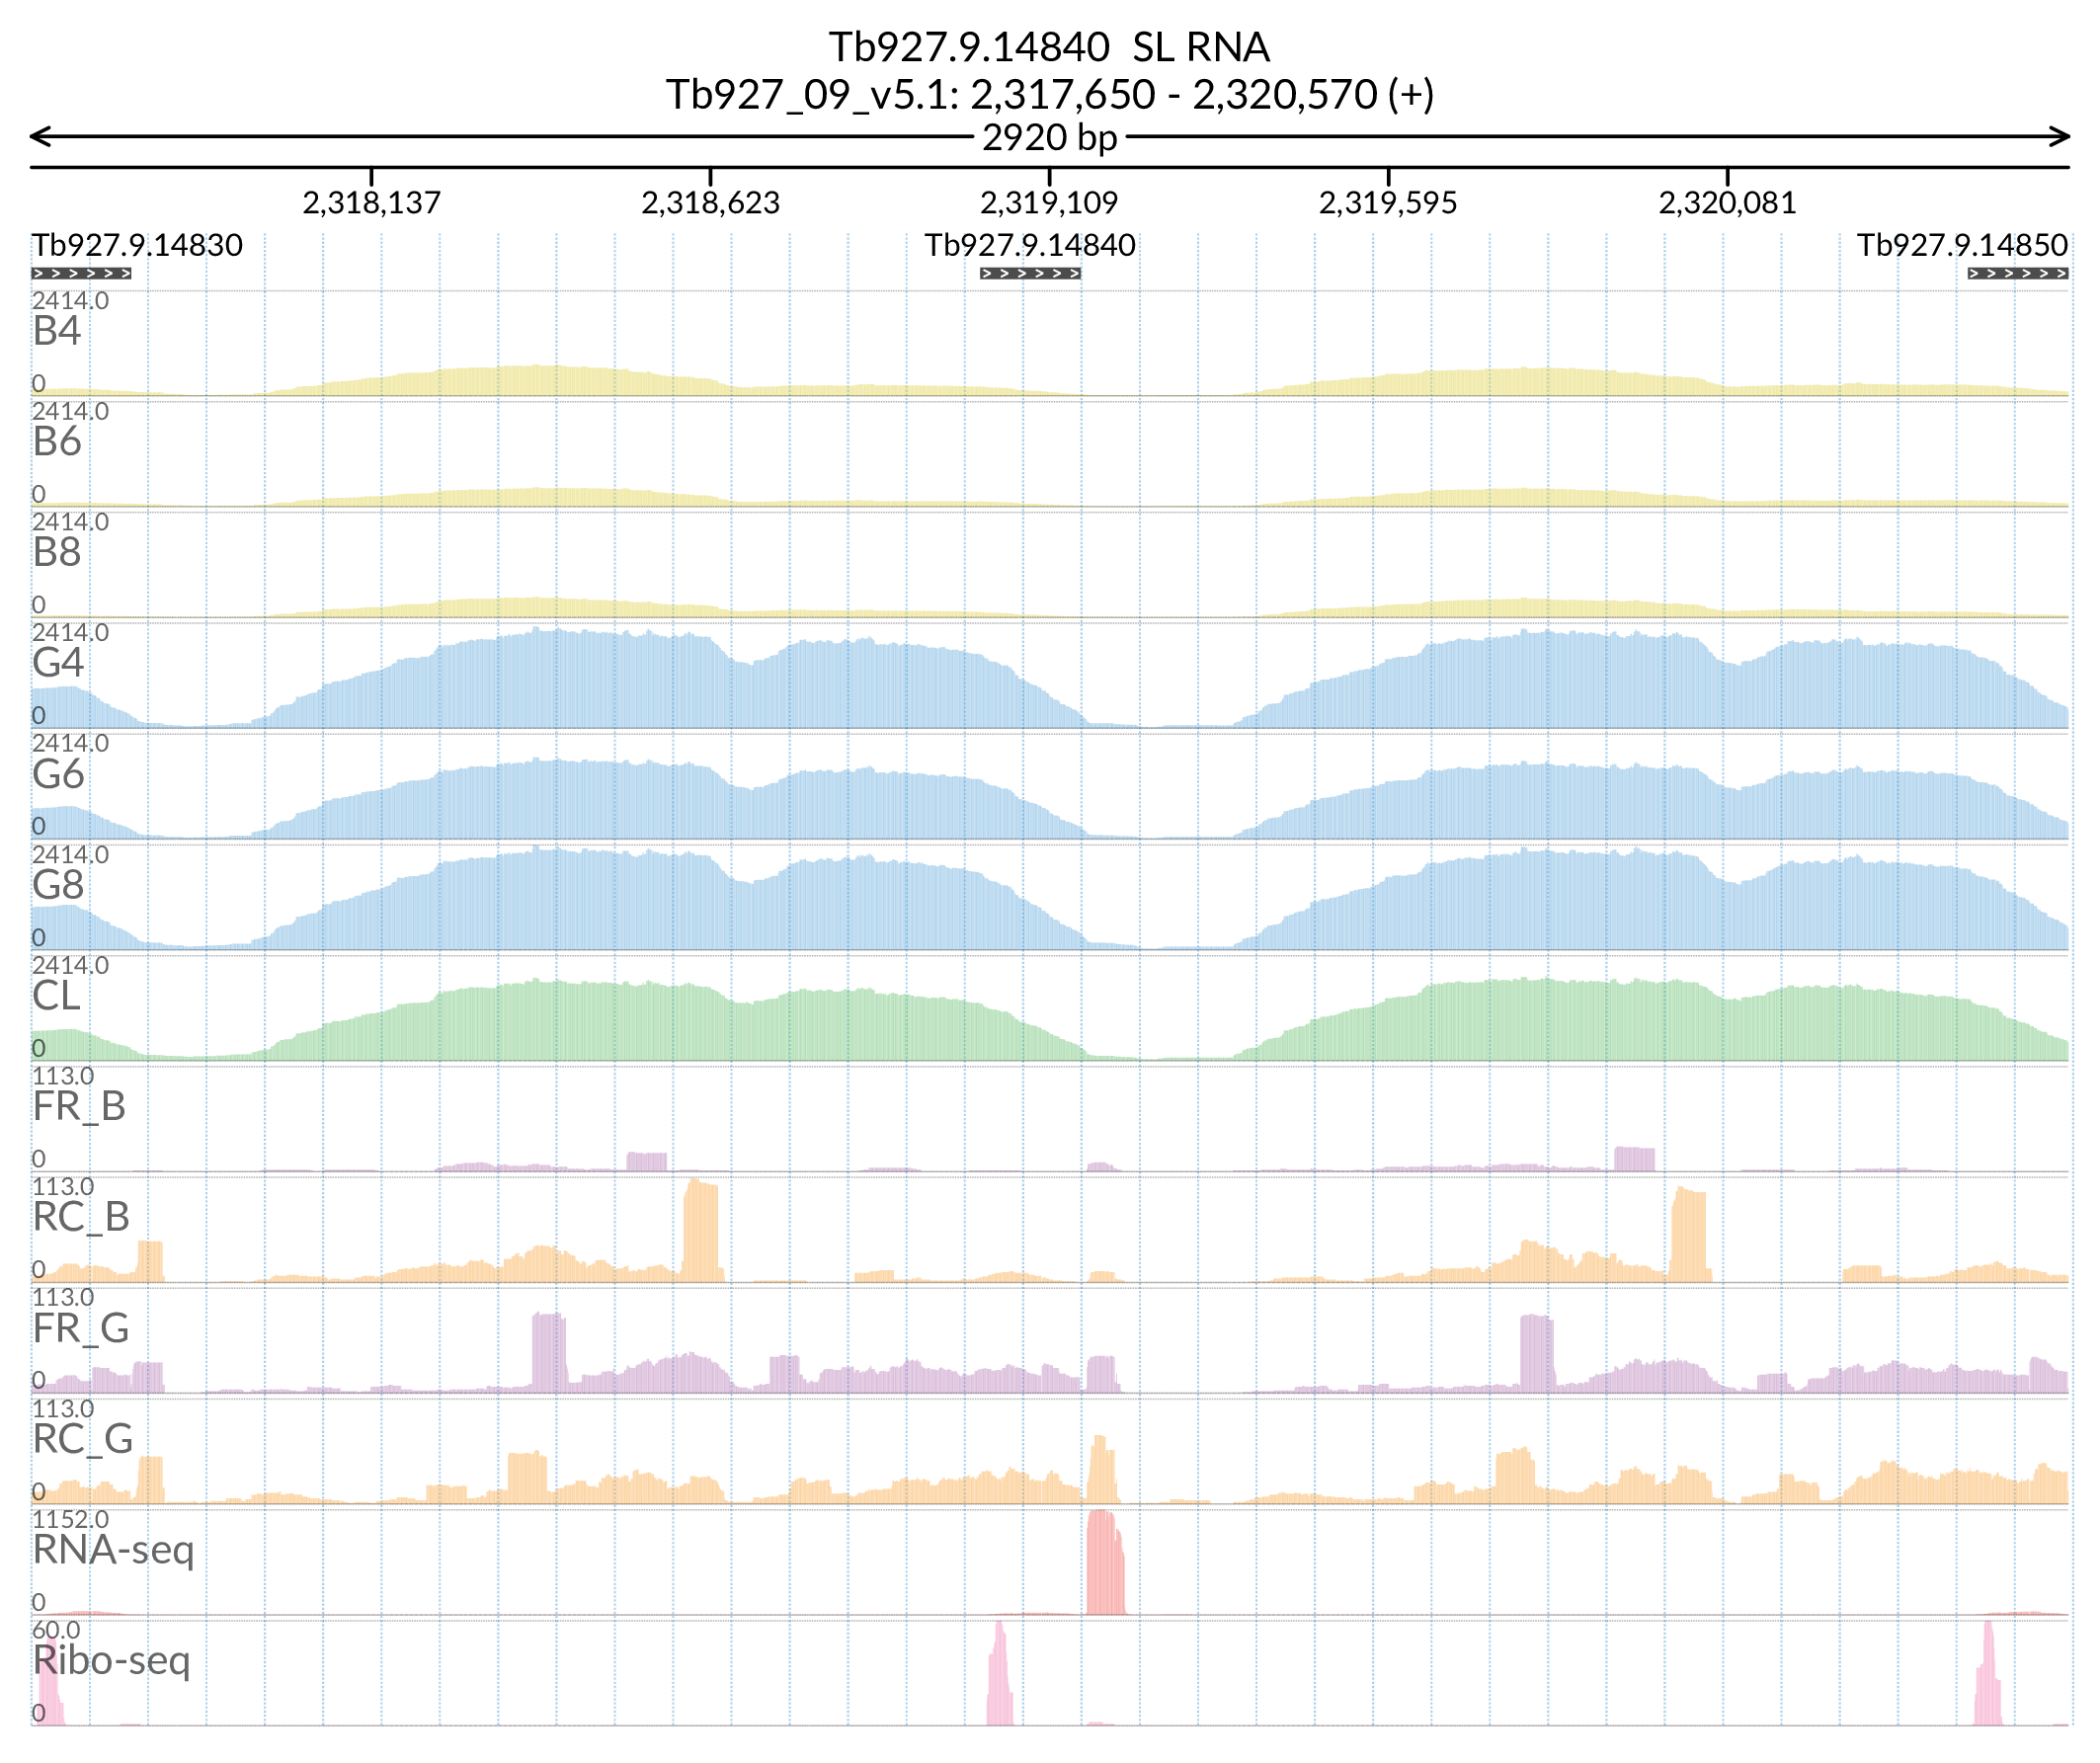 Tb927.9.14840 SL RNA
Tb927_09_v5.1: 2,317,650 - 2,320,570 (+)
2920 bp
2,318,137 2,318,623 2,319,109 2,319,595 2,320,081
Tb927.9.14830 Tb927.9.14840 Tb927.9.14850
2414.0
B4
0
2414.0
B6
0
2414.0
B8
0
2414.0
G4
0
2414.0
G6
0
2414.0
G8
0
2414.0
CL
0
113.0
FR_B
0
113.0
RC_B
0
113.0
FR_G
0
113.0
RC_G
0
1152.0
RNA-seq
0
60.0
Ribo-seq
0